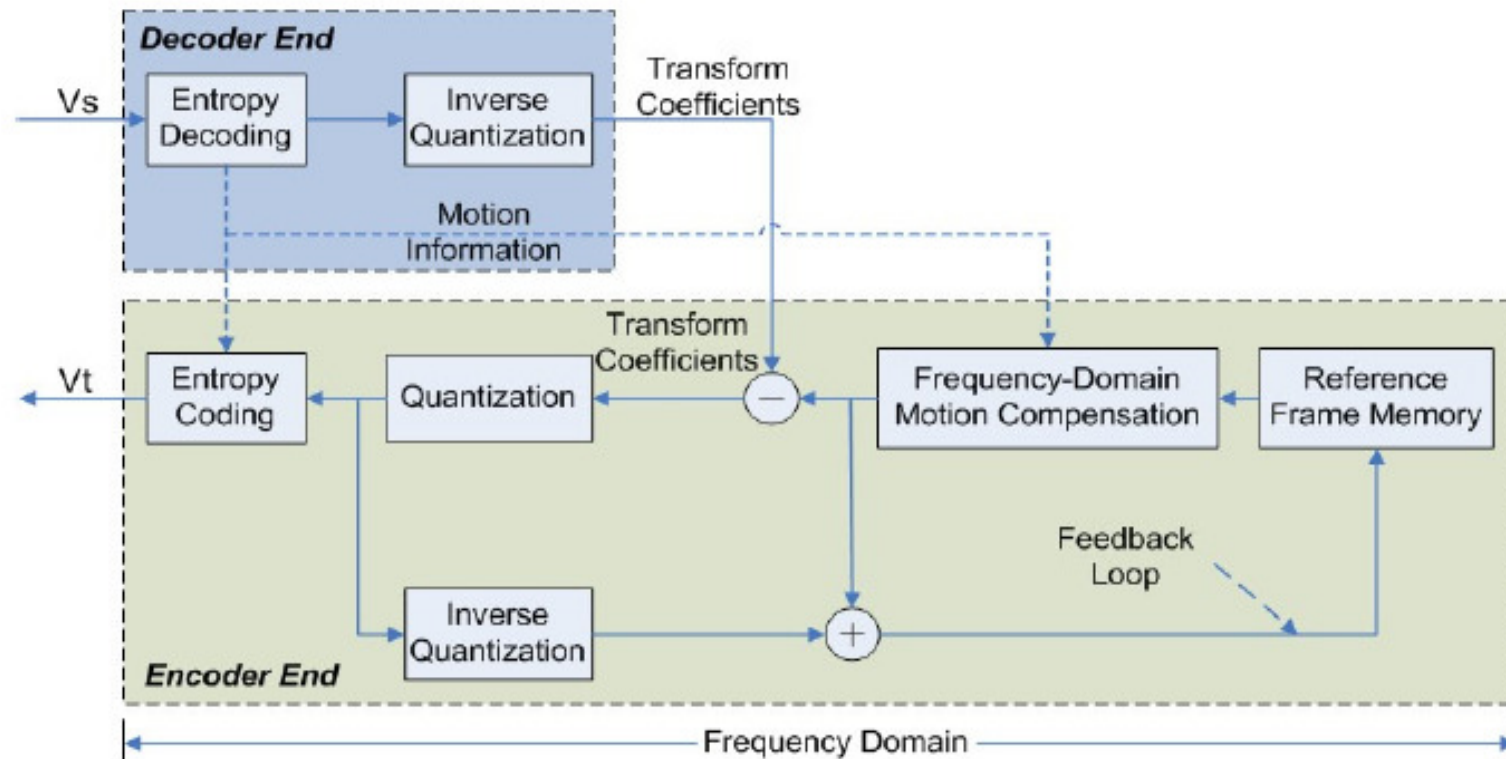 Decoder End
Vs
Entropy
Decoding
Inverse
Quantization
Transform
Coefficients
Motion
Information
Transform
Coefficients
Vt
Entropy
Coding
Quantization
−
Frequency-Domain
Motion Compensation
Reference
Frame Memory
Feedback
Loop
Inverse
Quantization
+
Encoder End
Frequency Domain